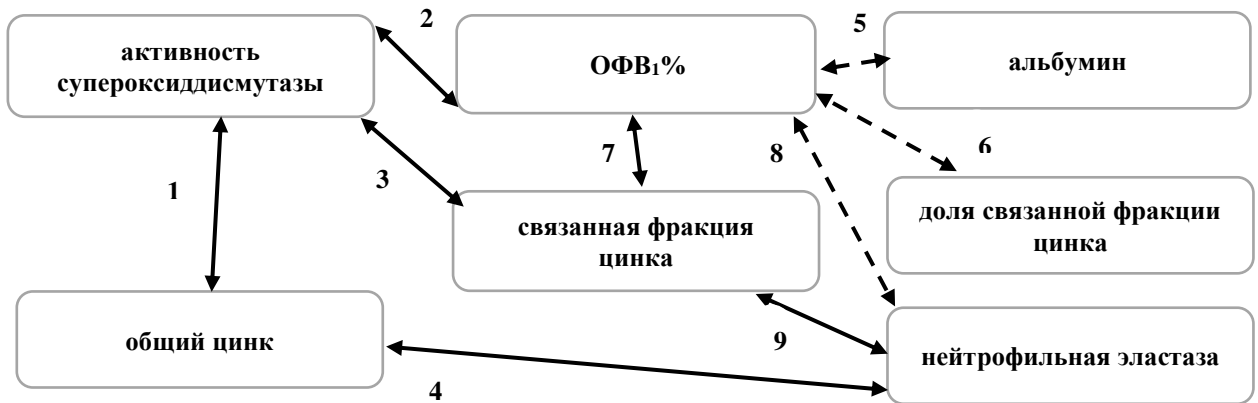 2
5
активность
супероксиддисмутазы
ОФВ₁%
альбумин
1
3
7
8
6
связанная фракция
цинка
доля связанной фракции
цинка
общий цинк
9
нейтрофильная эластаза
4